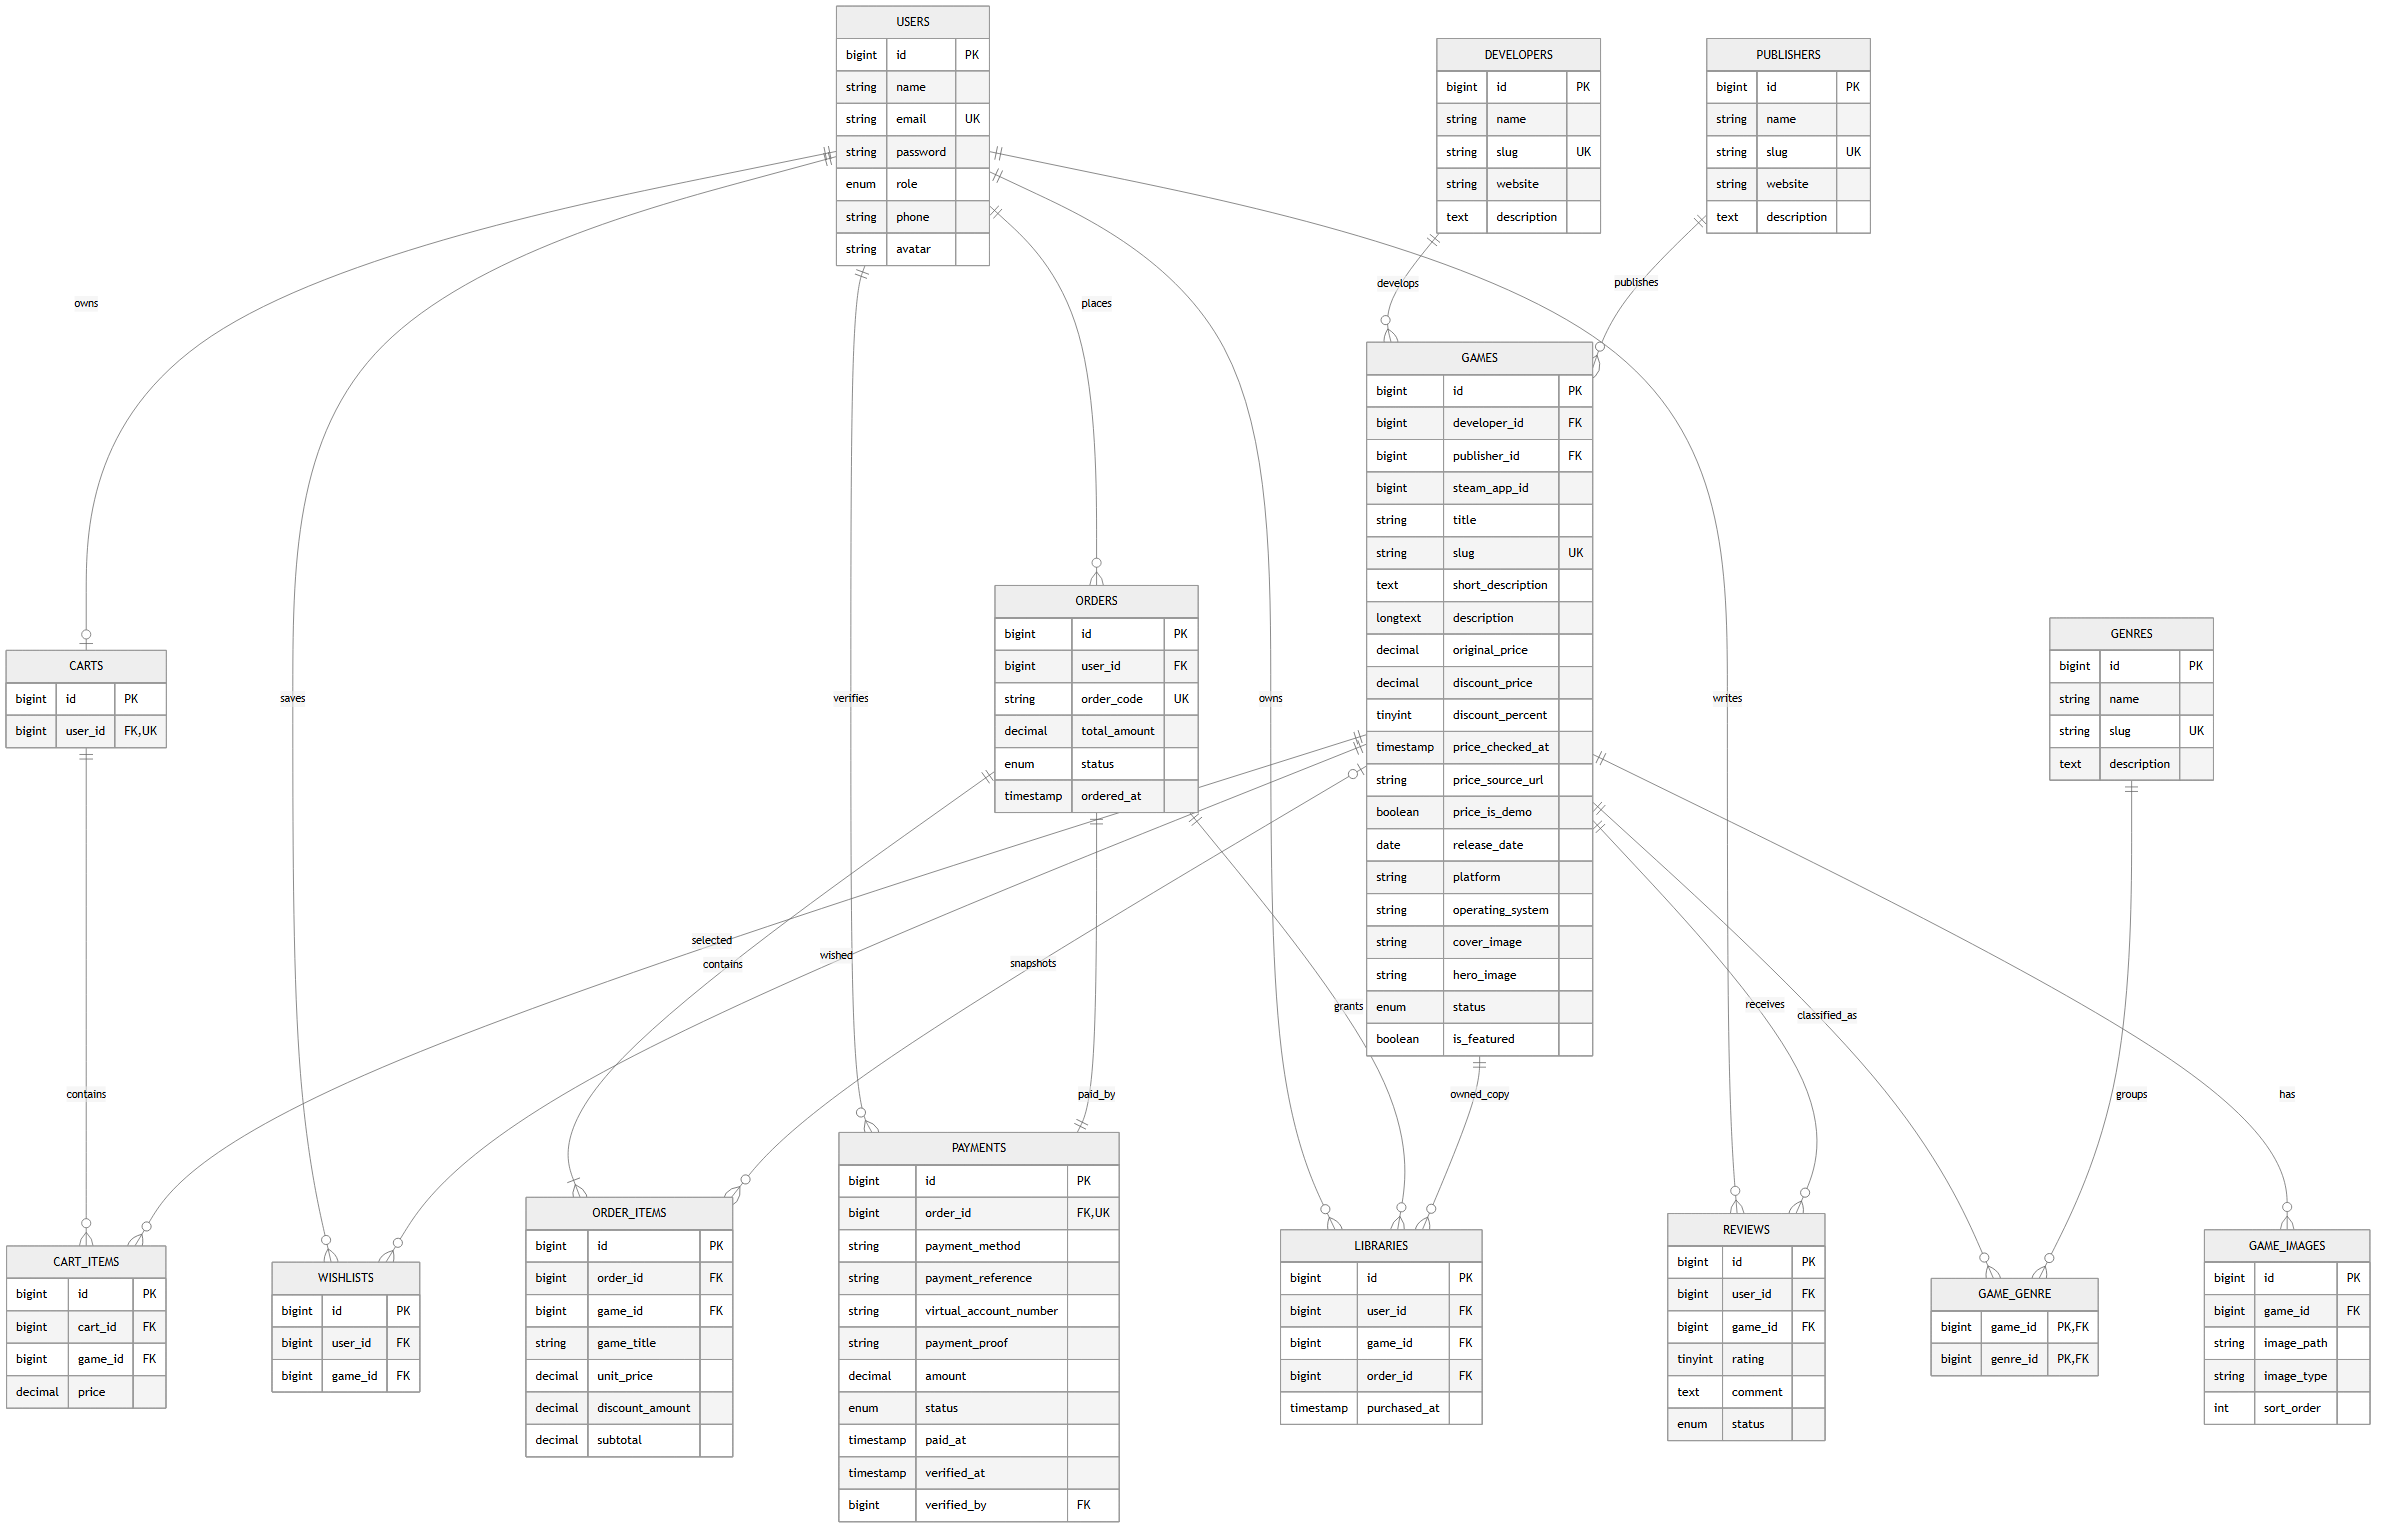 USERS
bigint id PK
string name
string email UK
string password
enum role
string phone
string avatar
DEVELOPERS
bigint id PK
string name
string slug UK
string website
text description
PUBLISHERS
bigint id PK
string name
string slug UK
string website
text description
develops
publishes
owns
places
GAMES
bigint id PK
bigint developer_id FK
bigint publisher_id FK
bigint steam_app_id
string title
string slug UK
text short_description
longtext description
decimal original_price
decimal discount_price
tinyint discount_percent
timestamp price_checked_at
string price_source_url
boolean price_is_demo
date release_date
string platform
string operating_system
string cover_image
string hero_image
enum status
boolean is_featured
ORDERS
bigint id PK
bigint user_id FK
string order_code UK
decimal total_amount
enum status
timestamp ordered_at
GENRES
bigint id PK
string name
string slug UK
text description
CARTS
bigint id PK
bigint user_id FK,UK
saves
verifies
owns
writes
selected
wished
contains
snapshots
grants
receives
classified_as
contains
paid_by
owned_copy
groups
has
CART_ITEMS
bigint id PK
bigint cart_id FK
bigint game_id FK
decimal price
WISHLISTS
bigint id PK
bigint user_id FK
bigint game_id FK
ORDER_ITEMS
bigint id PK
bigint order_id FK
bigint game_id FK
string game_title
decimal unit_price
decimal discount_amount
decimal subtotal
PAYMENTS
bigint id PK
bigint order_id FK,UK
string payment_method
string payment_reference
string virtual_account_number
string payment_proof
decimal amount
enum status
timestamp paid_at
timestamp verified_at
bigint verified_by FK
LIBRARIES
bigint id PK
bigint user_id FK
bigint game_id FK
bigint order_id FK
timestamp purchased_at
REVIEWS
bigint id PK
bigint user_id FK
bigint game_id FK
tinyint rating
text comment
enum status
GAME_GENRE
bigint game_id PK,FK
bigint genre_id PK,FK
GAME_IMAGES
bigint id PK
bigint game_id FK
string image_path
string image_type
int sort_order